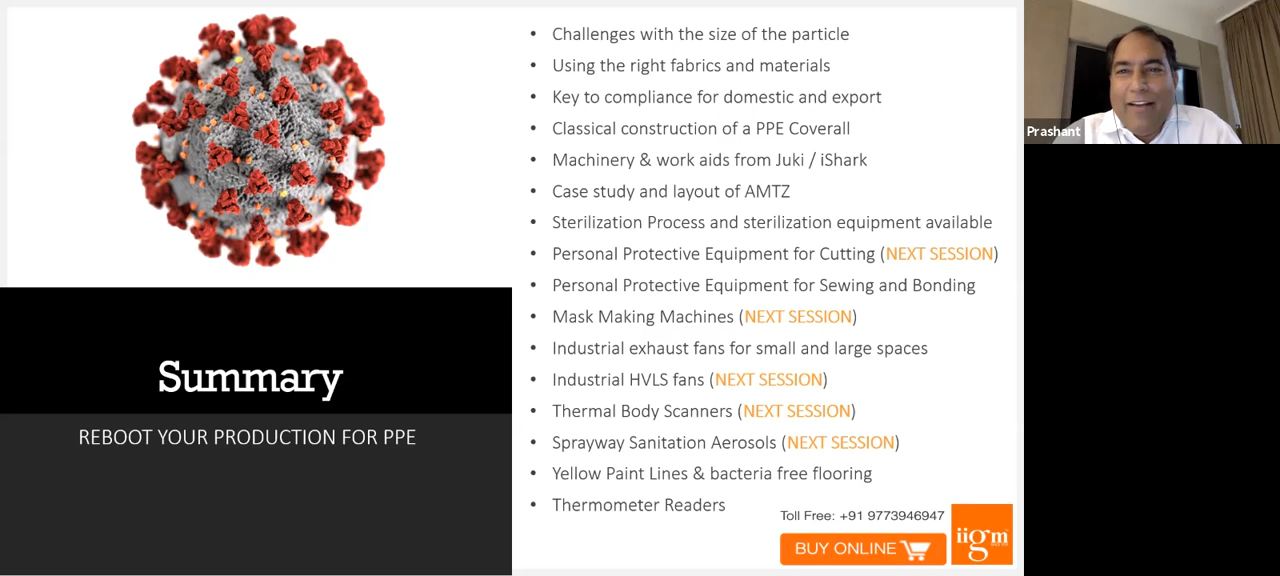 Summary
REBOOT YOUR PRODUCTION FOR PPE
• Challenges with the size of the particle
• Using the right fabrics and materials
• Key to compliance for domestic and export
• Classical construction of a PPE Coverall
• Machinery & work aids from Juki / iShark
• Case study and layout of AMTZ
• Sterilization Process and sterilization equipment available
• Personal Protective Equipment for Cutting (NEXT SESSION)
• Personal Protective Equipment for Sewing and Bonding
• Mask Making Machines (NEXT SESSION)
• Industrial exhaust fans for small and large spaces
• Industrial HVLS fans (NEXT SESSION)
• Thermal Body Scanners (NEXT SESSION)
• Sprayway Sanitation Aerosols (NEXT SESSION)
• Yellow Paint Lines & bacteria free flooring
• Thermometer Readers
Toll Free: +91 9773946947
BUY ONLINE
iigm
Prashant